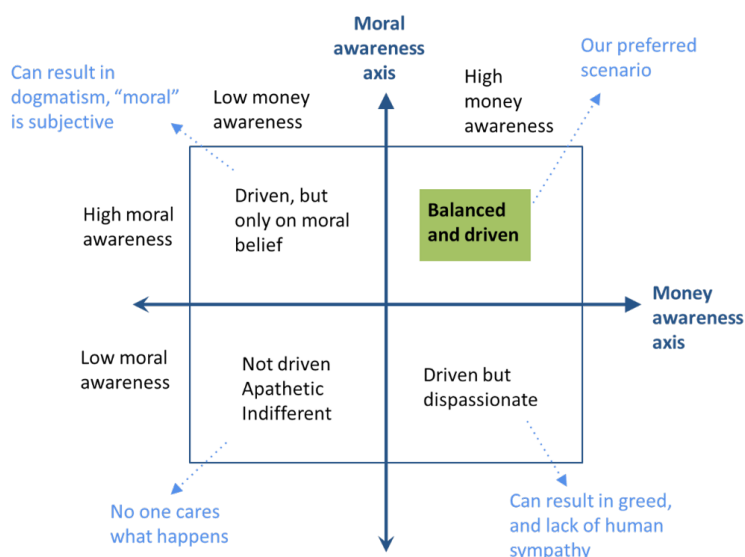 Moral
awareness
axis
Our preferred
scenario
Can result in
dogmatism, “moral”
is subjective
Low money
awareness
High
money
awareness
High moral
awareness
Driven, but
only on moral
belief
Balanced
and driven
Money
awareness
axis
Low moral
awareness
Not driven
Apathetic
Indifferent
Driven but
dispassionate
No one cares
what happens
Can result in greed,
and lack of human
sympathy